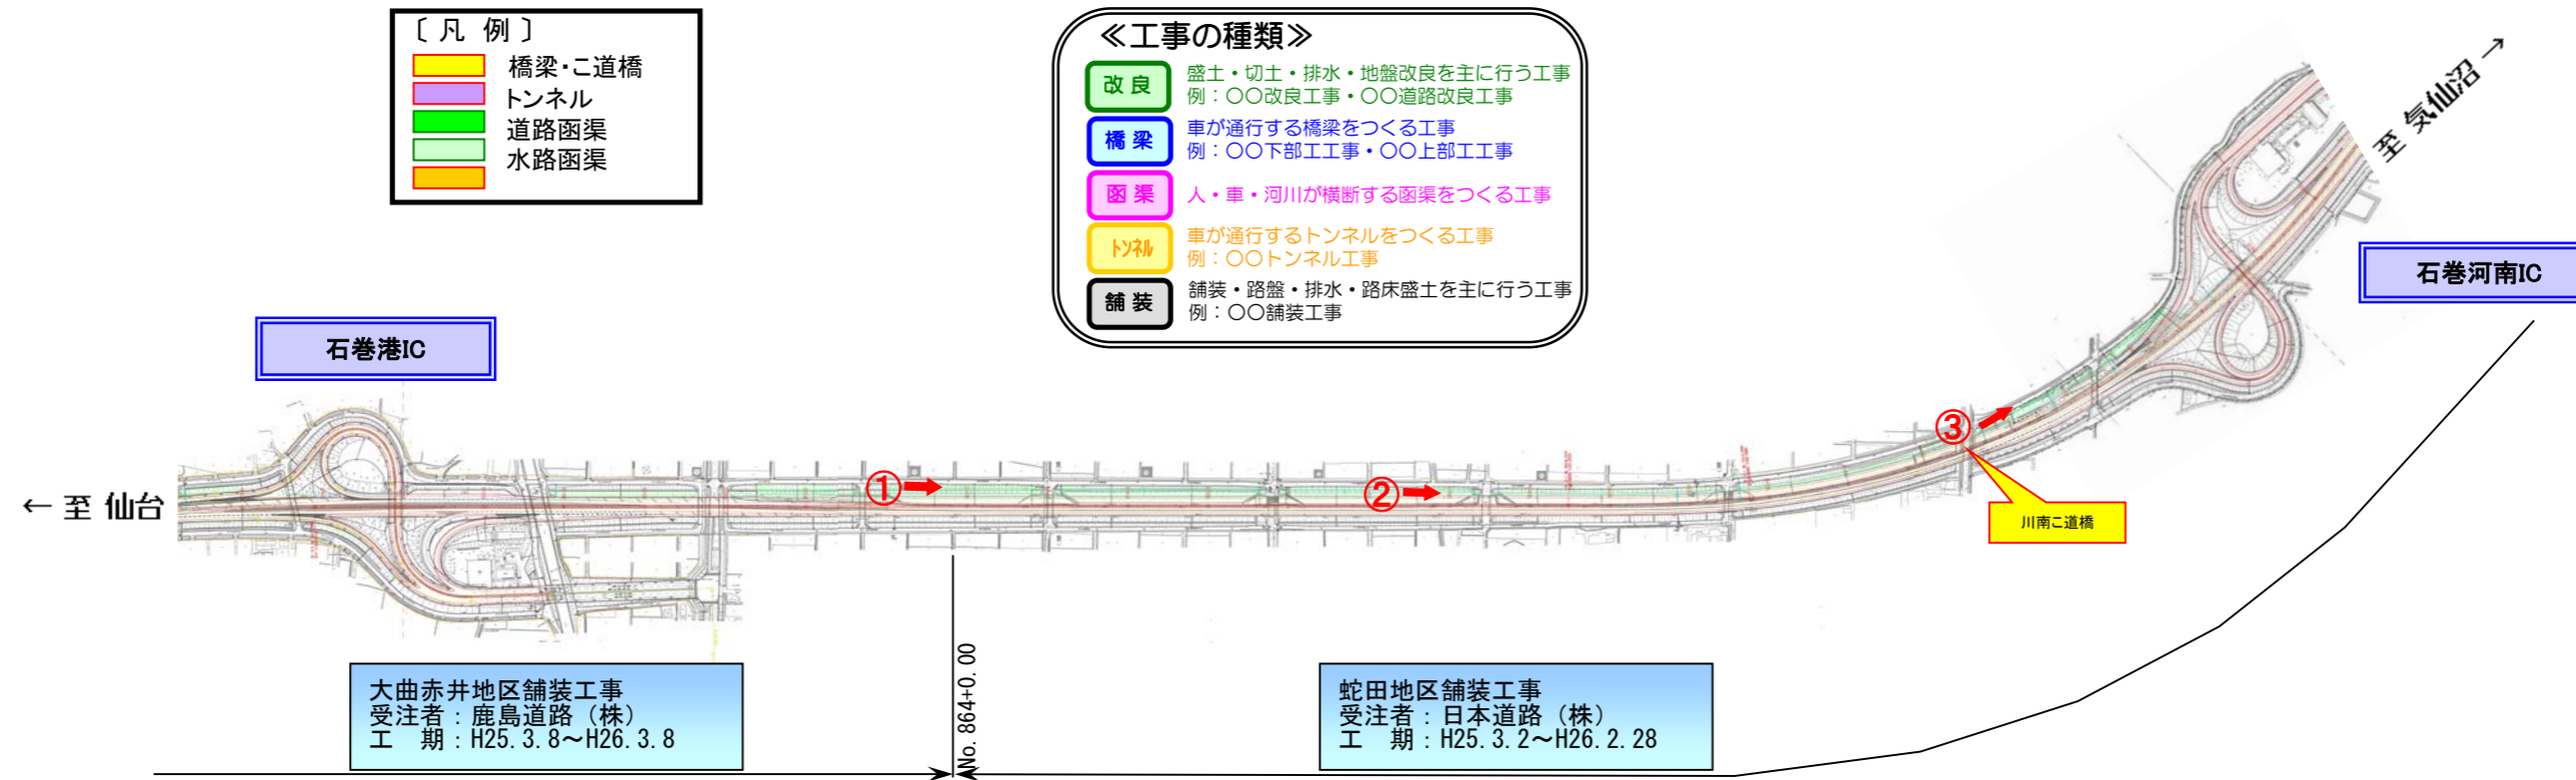 〔 凡 例 〕
橋梁・こ道橋
トンネル
道路函渠
水路函渠
≪工事の種類≫
改 良
盛土・切土・排水・地盤改良を主に行う工事
例：〇〇改良工事・〇〇道路改良工事
橋 梁
車が通行する橋梁をつくる工事
例：〇〇下部工工事・〇〇上部工工事
函 渠
人・車・河川が横断する函渠をつくる工事
トンネル
車が通行するトンネルをつくる工事
例：〇〇トンネル工事
舗 装
舗装・路盤・排水・路床盛土を主に行う工事
例：〇〇舗装工事
至 気仙沼 →
石巻河南IC
石巻港IC
← 至 仙台
①
②
③
川南こ道橋
No. 864+0. 00
大曲赤井地区舗装工事
受注者：鹿島道路（株）
工　期：H25. 3. 8～H26. 3. 8
蛇田地区舗装工事
受注者：日本道路（株）
工　期：H25. 3. 2～H26. 2. 28